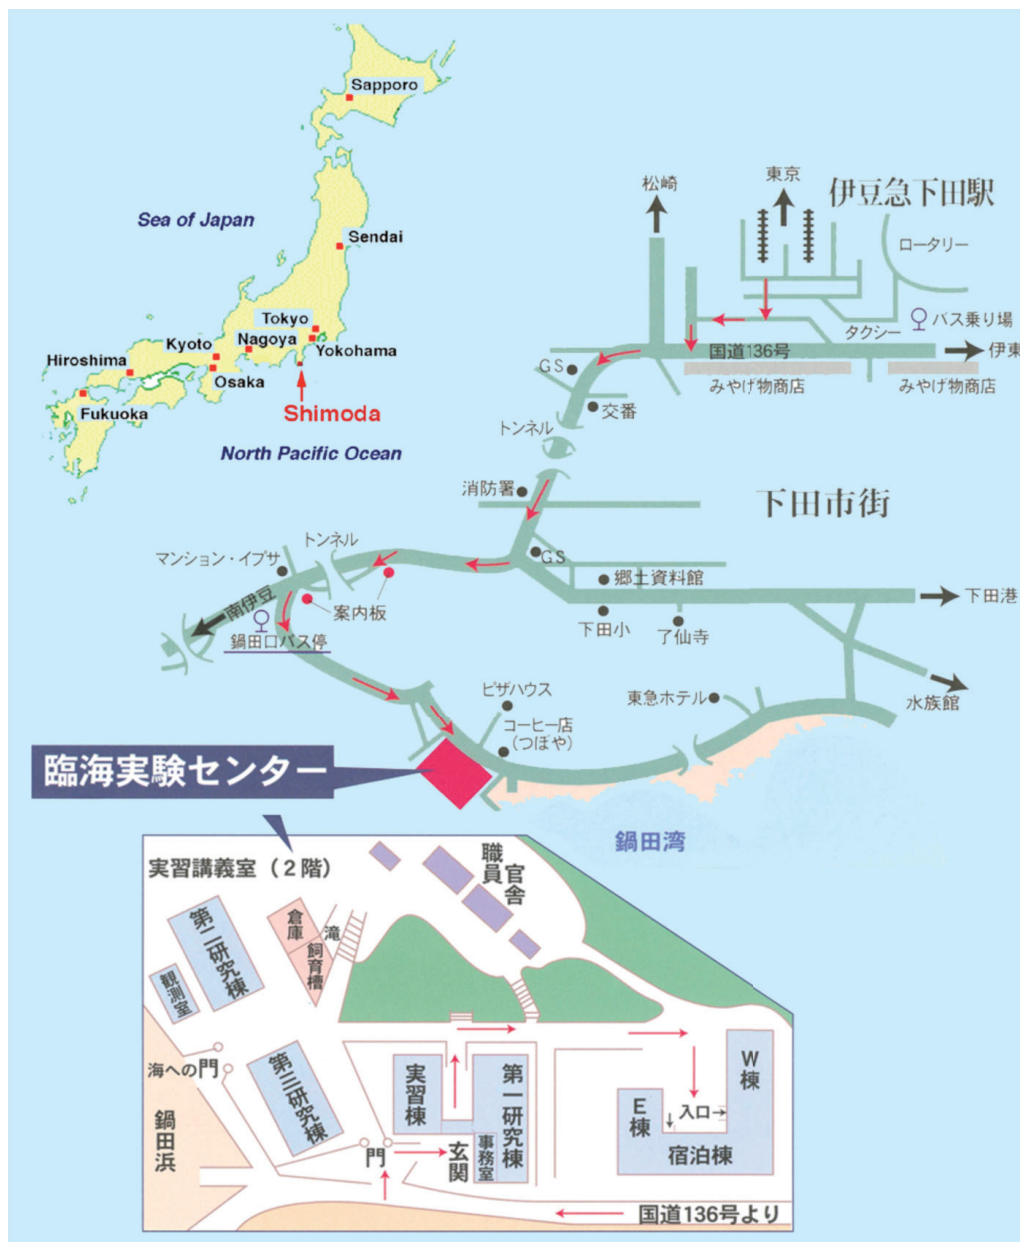 Sapporo
Sea of Japan
Sendai
Tokyo
Kyoto
Nagoya
Yokohama
Hiroshima
Osaka
Fukuoka
Shimoda
North Pacific Ocean
松崎
東京
伊豆急下田駅
ロータリー
タクシー
バス乗り場
国道136号
伊東
GS
みやげ物商店
みやげ物商店
交番
トンネル
消防署
下田市街
トンネル
マンション・イプサ
GS
郷土資料館
下田港
南伊豆
案内板
下田小
了仙寺
鍋田口バス停
ピザハウス
東急ホテル
水族館
コーヒー店
(つぼや)
臨海実験センター
鍋田湾
実習講義室(2階)
職員
官舎
第二研究棟
倉庫
滝
飼育槽
観測室
海への門
第三研究棟
実習棟
第一研究棟
W棟
E棟
入口
鍋田浜
門
玄関
事務室
宿泊棟
国道136号より